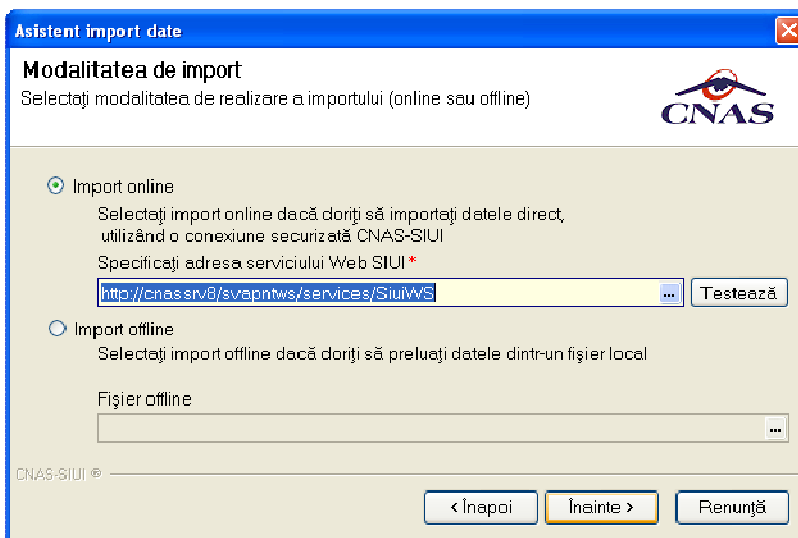 Asistent import date
Modalitatea de import
Selectaţi modalitatea de realizare a importului (online sau offline)
CNAS
Import online
Selectaţi import online dacă doriţi să importaţi datele direct,
utilizând o conexiune securizată CNAS-SIUI
Specificaţi adresa serviciului Web SIUI *
http://cnassrv8/svapntws/services/SiuiWS
... Testează
Import offline
Selectaţi import offline dacă doriţi să preluaţi datele dintr-un fişier local
Fişier offline
...
CNAS-SIUI ®
< Înapoi Înainte > Renunţă